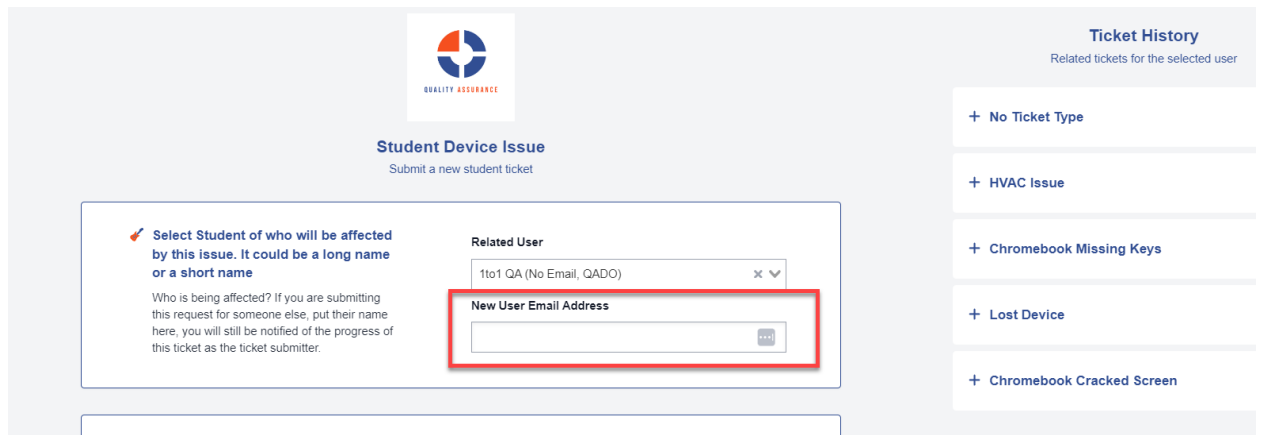 QUALITY ASSURANCE
Student Device Issue
Submit a new student ticket
Select Student of who will be affected
by this issue. It could be a long name
or a short name
Who is being affected? If you are submitting
this request for someone else, put their name
here, you will still be notified of the progress of
this ticket as the ticket submitter.
Related User
1to1 QA (No Email, QADO)
New User Email Address
Ticket History
Related tickets for the selected user
+ No Ticket Type
+ HVAC Issue
+ Chromebook Missing Keys
+ Lost Device
+ Chromebook Cracked Screen